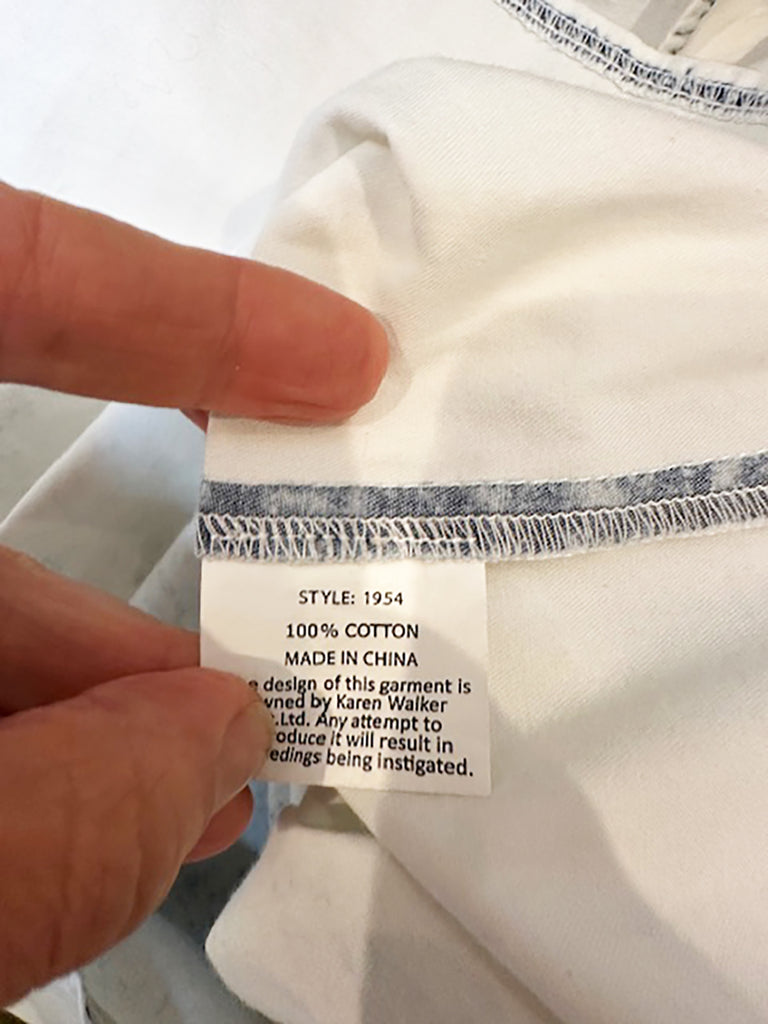 STYLE: 1954
100% COTTON
MADE IN CHINA
design of this garment is
by Karen Walker
Ltd. Any attempt to
it will result in
being instigated.